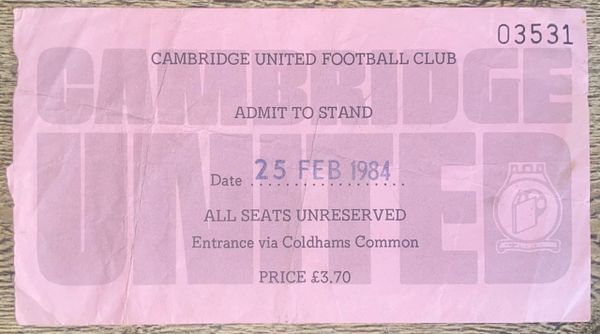 03531
CAMBRIDGE UNITED FOOTBALL CLUB
CAMBRIDGE
ADMIT TO STAND
UNITED
Date 25 FEB 1984
ALL SEATS UNRESERVED
Entrance via Coldhams Common
PRICE £3.70